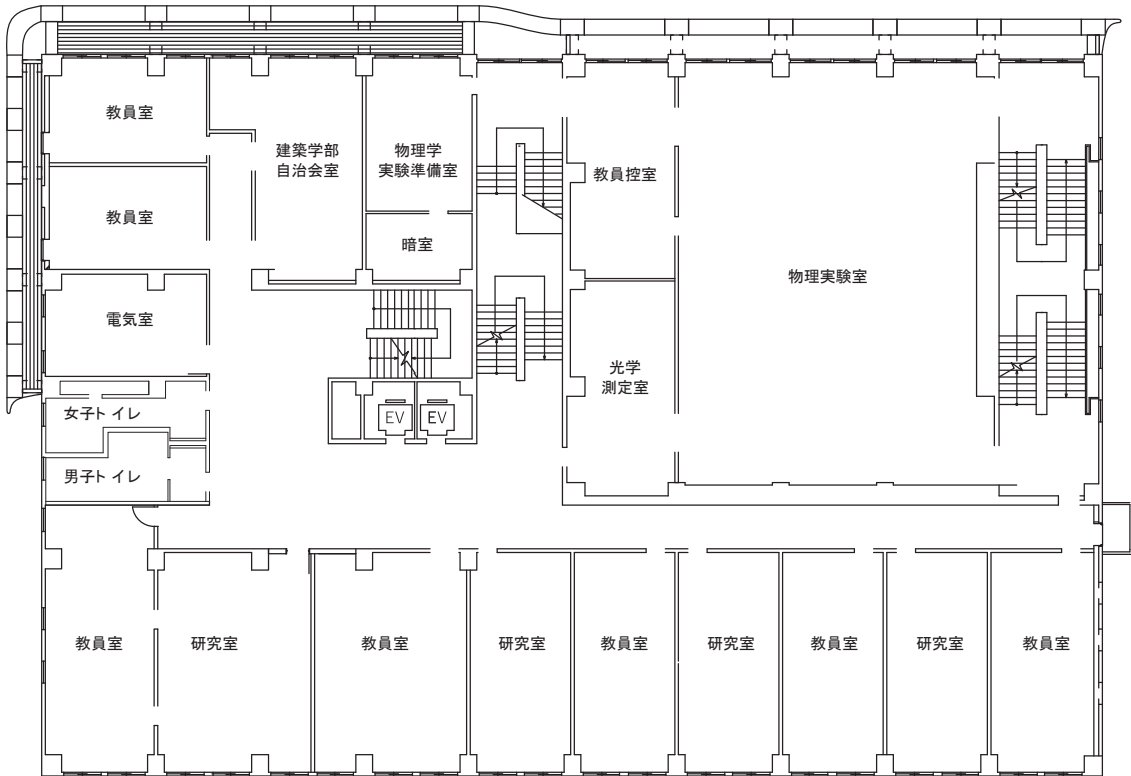 教員室
建築学部
自治会室
物理学
実験準備室
教員控室
教員室
暗室
物理実験室
電気室
光学
測定室
女子トイレ
EV
EV
男子トイレ
教員室
研究室
教員室
研究室
教員室
研究室
教員室
研究室
教員室